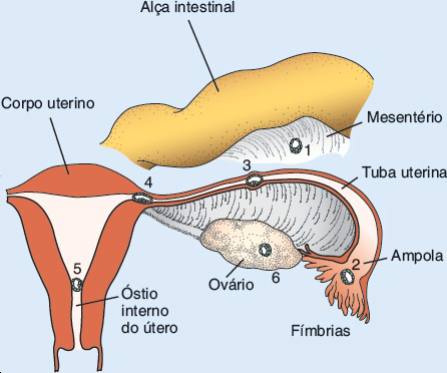 Alça intestinal
Corpo uterino
Mesentério
1
3
4
Tuba uterina
Ampola
2
5
Óstio
interno
do útero
Ovário
6
Fímbrias